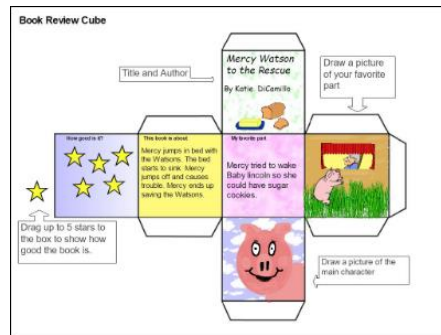 Book Review Cube
Mercy Watson
to the Rescue
By Katie. DiCamillo
Title and Author
Draw a picture
of your favorite
part
How good is it?
This book is about
My favorite part
Mercy jumps in bed with
the Watsons. The bed
starts to sink. Mercy
jumps off and causes
trouble. Mercy ends up
saving the Watsons.
Mercy tried to wake
Baby lincoln so she
could have sugar
cookies.
Drag up to 5 stars to
the box to show how
good the book is.
Draw a picture of the
main character